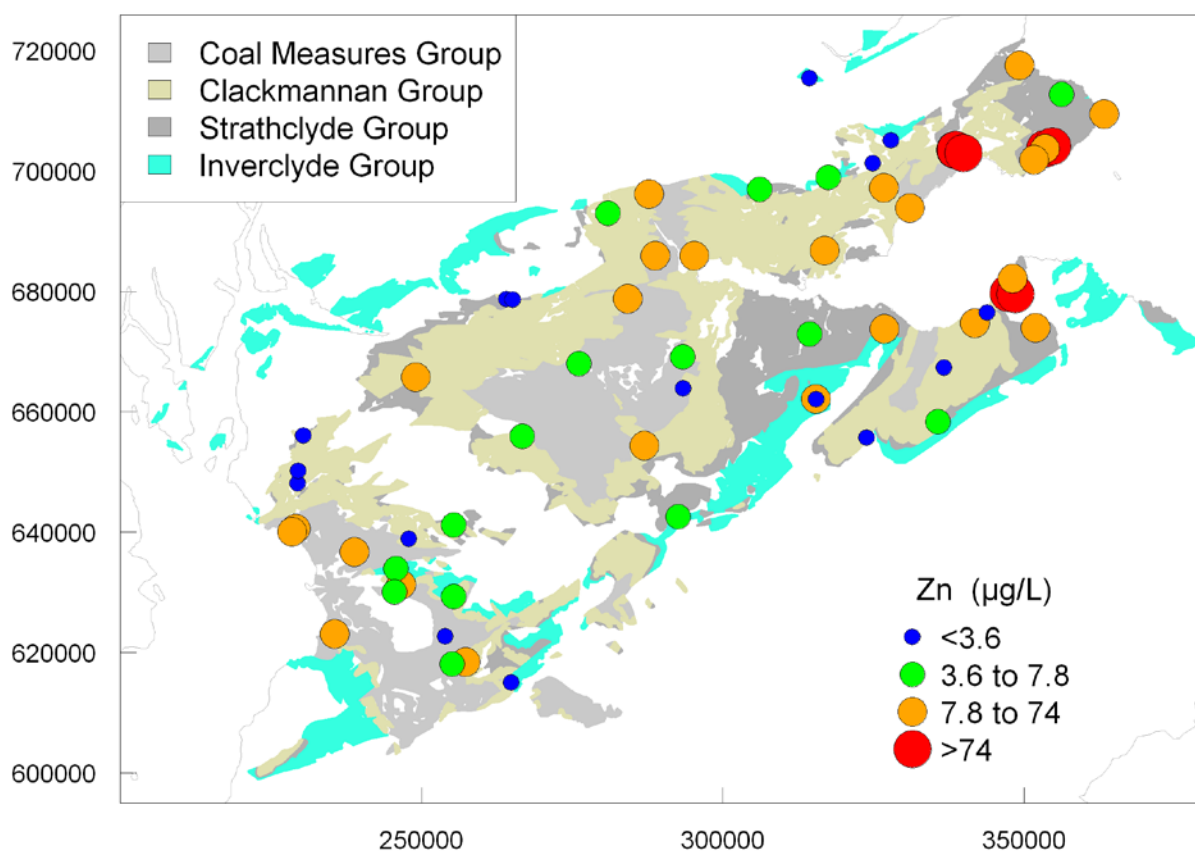 720000
700000
680000
660000
640000
620000
600000
Coal Measures Group
Clackmannan Group
Strathclyde Group
Inverclyde Group
Zn (µg/L)
<3.6
3.6 to 7.8
7.8 to 74
>74
250000
300000
350000